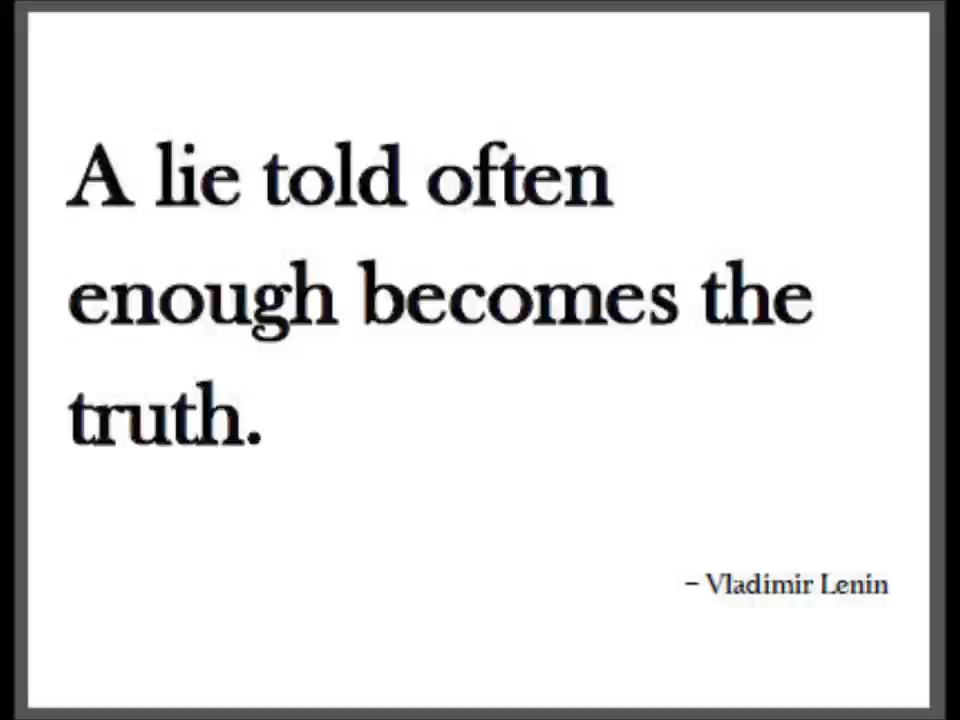 A lie told often
enough becomes the
truth.
– Vladimir Lenin